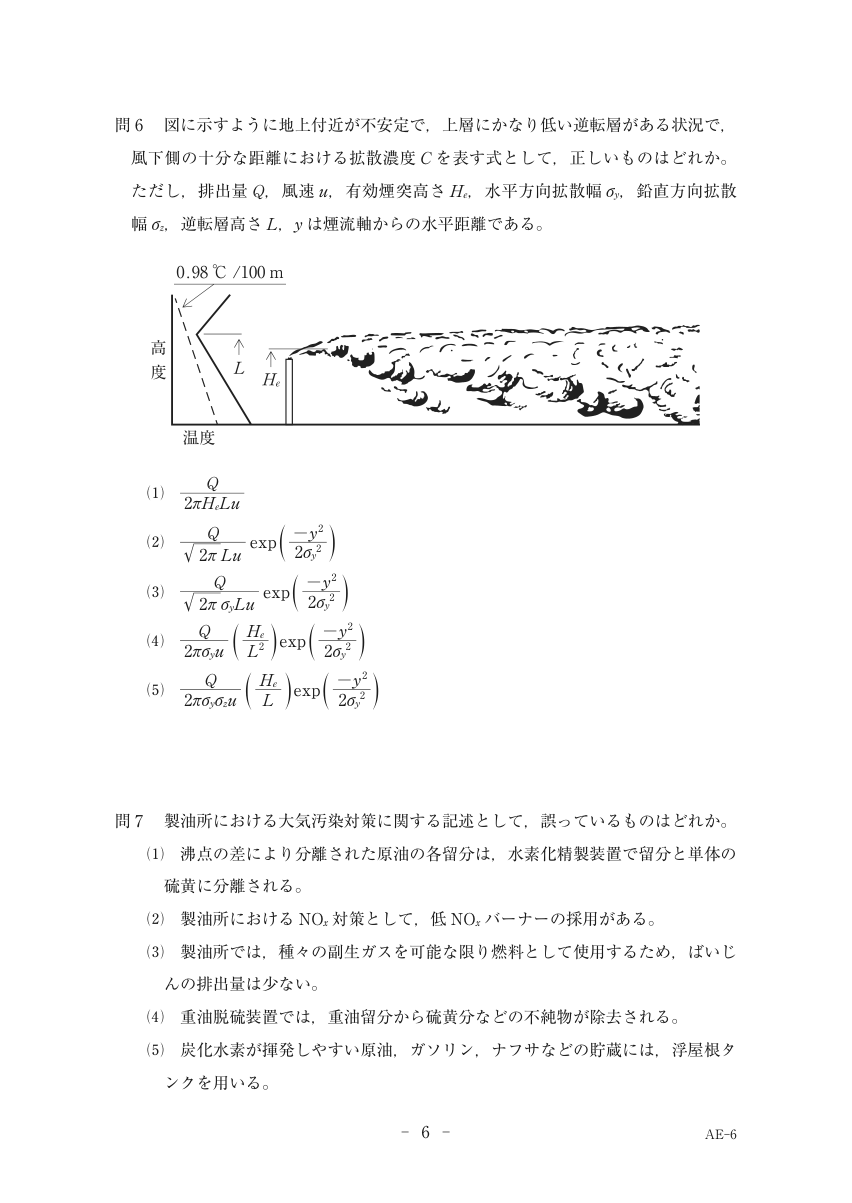 問6 図に示すように地上付近が不安定で，上層にかなり低い逆転層がある状況で，
風下側の十分な距離における拡散濃度 C を表す式として，正しいものはどれか。
ただし，排出量 Q，風速 u，有効煙突高さ He，水平方向拡散幅 σy，鉛直方向拡散
幅 σz，逆転層高さ L，y は煙流軸からの水平距離である。
0.98 ℃ /100 m
高度
L
He
温度
(1) Q / 2πHeLu
(2) Q / √2π Lu exp(−y² / 2σy²)
(3) Q / √2π σyLu exp(−y² / 2σy²)
(4) Q / 2πσyu (He / L²) exp(−y² / 2σy²)
(5) Q / 2πσyσzu (He / L) exp(−y² / 2σy²)
問7 製油所における大気汚染対策に関する記述として，誤っているものはどれか。
(1) 沸点の差により分離された原油の各留分は，水素化精製装置で留分と単体の
硫黄に分離される。
(2) 製油所における NOx 対策として，低 NOx バーナーの採用がある。
(3) 製油所では，種々の副生ガスを可能な限り燃料として使用するため，ばいじ
んの排出量は少ない。
(4) 重油脱硫装置では，重油留分から硫黄分などの不純物が除去される。
(5) 炭化水素が揮発しやすい原油，ガソリン，ナフサなどの貯蔵には，浮屋根タ
ンクを用いる。
- 6 -
AE-6